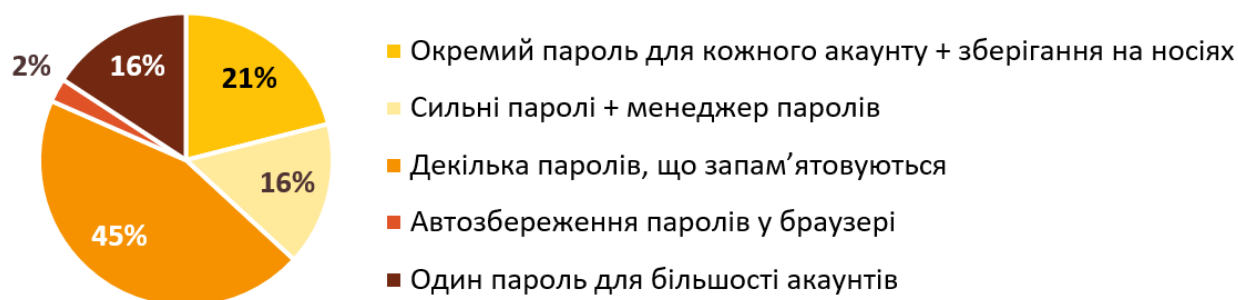 2%
16%
21%
16%
45%
Окремий пароль для кожного акаунту + зберігання на носіях
Сильні паролі + менеджер паролів
Декілька паролів, що запам’ятовуються
Автозбереження паролів у браузері
Один пароль для більшості акаунтів